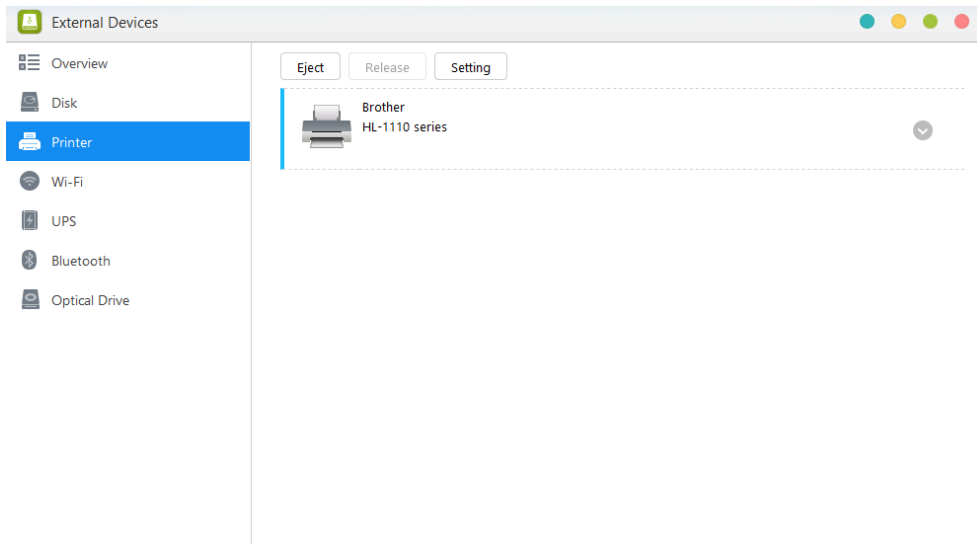 External Devices
Overview
Disk
Printer
Wi-Fi
UPS
Bluetooth
Optical Drive
Eject
Release
Setting
Brother
HL-1110 series